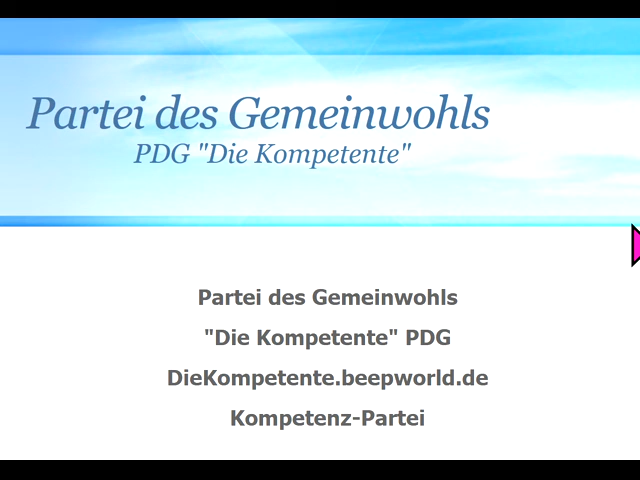 Partei des Gemeinwohls
PDG "Die Kompetente"
Partei des Gemeinwohls
"Die Kompetente" PDG
DieKompetente.beepworld.de
Kompetenz-Partei